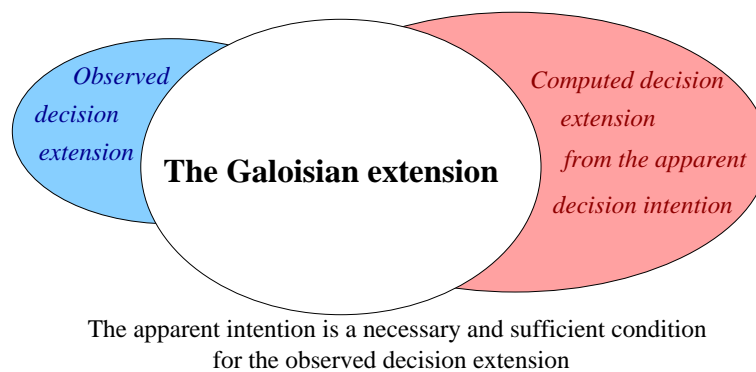 Observed
decision
extension
The Galoisian extension
Computed decision
extension
from the apparent
decision intention
The apparent intention is a necessary and sufficient condition
for the observed decision extension